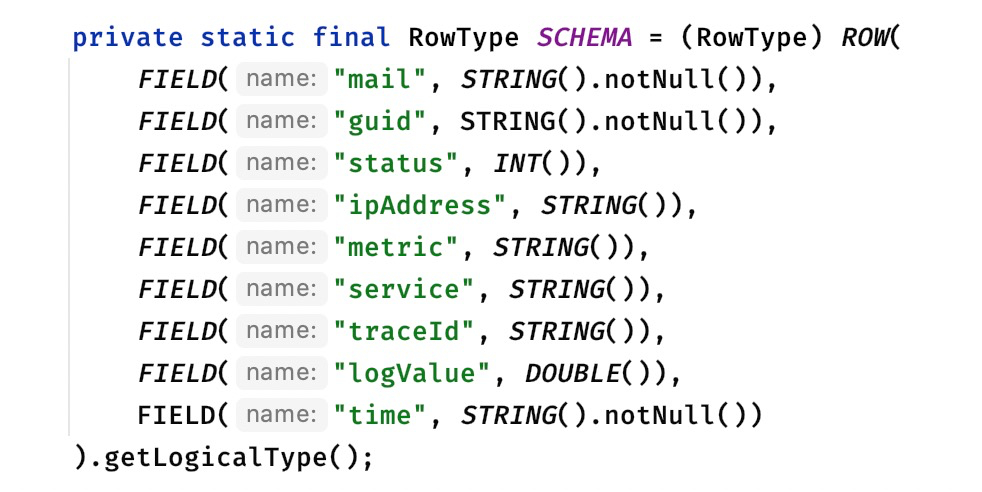 private static final RowType SCHEMA = (RowType) ROW(
FIELD( name: "mail", STRING().notNull()),
FIELD( name: "guid", STRING().notNull()),
FIELD( name: "status", INT()),
FIELD( name: "ipAddress", STRING()),
FIELD( name: "metric", STRING()),
FIELD( name: "service", STRING()),
FIELD( name: "traceId", STRING()),
FIELD( name: "logValue", DOUBLE()),
FIELD( name: "time", STRING().notNull())
).getLogicalType();